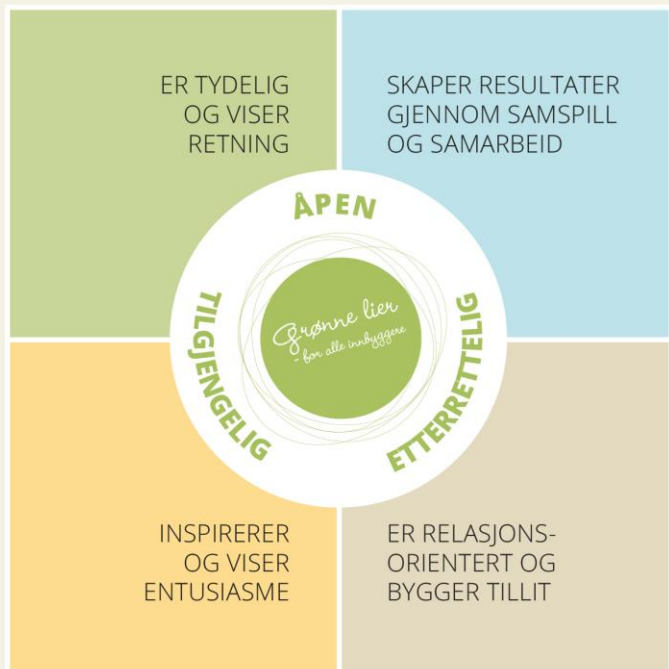 ER TYDELIG
OG VISER
RETNING
SKAPER RESULTATER
GJENNOM SAMSPILL
OG SAMARBEID
ÅPEN
TILGJENGELIG
ETTERRETTELIG
Grønne lier
- for alle innbyggere
INSPIRERER
OG VISER
ENTUSIASME
ER RELASJONS-
ORIENTERT OG
BYGGER TILLIT